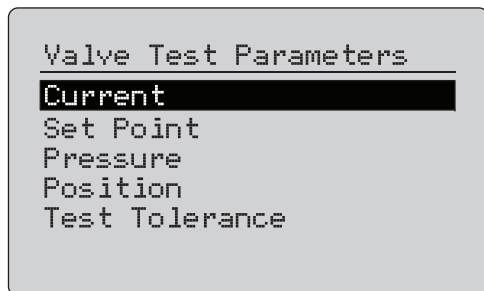 Valve Test Parameters
Current
Set Point
Pressure
Position
Test Tolerance